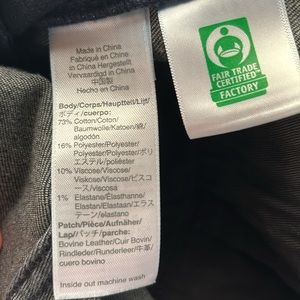 Made in China
Fabriqué en Chine
in China Hergestellt
Vervaardigd in China
中国製
Hecho en China
Body/Corps/Hauptteil/Lijf/
ボディ/cuerpo:
73% Cotton/Coton/
Baumwolle/Katoen/綿/
algodón
16% Polyester/Polyester/
Polyester/Polyester/ポリ
エステル/poliéster
10% Viscose/Viscose/
Viskose/Viscose/ビスコ
ース/viscosa
1% Elastane/Élasthanne/
Elastan/Elastaan/エラス
テーン/elastano
Patch/Pièce/Aufnäher/
Lap/パッチ/parche:
Bovine Leather/Cuir Bovin/
Rindleder/Runderleer/牛革/
cuero bovino
Inside out machine wash
FAIR TRADE
CERTIFIED™
FACTORY